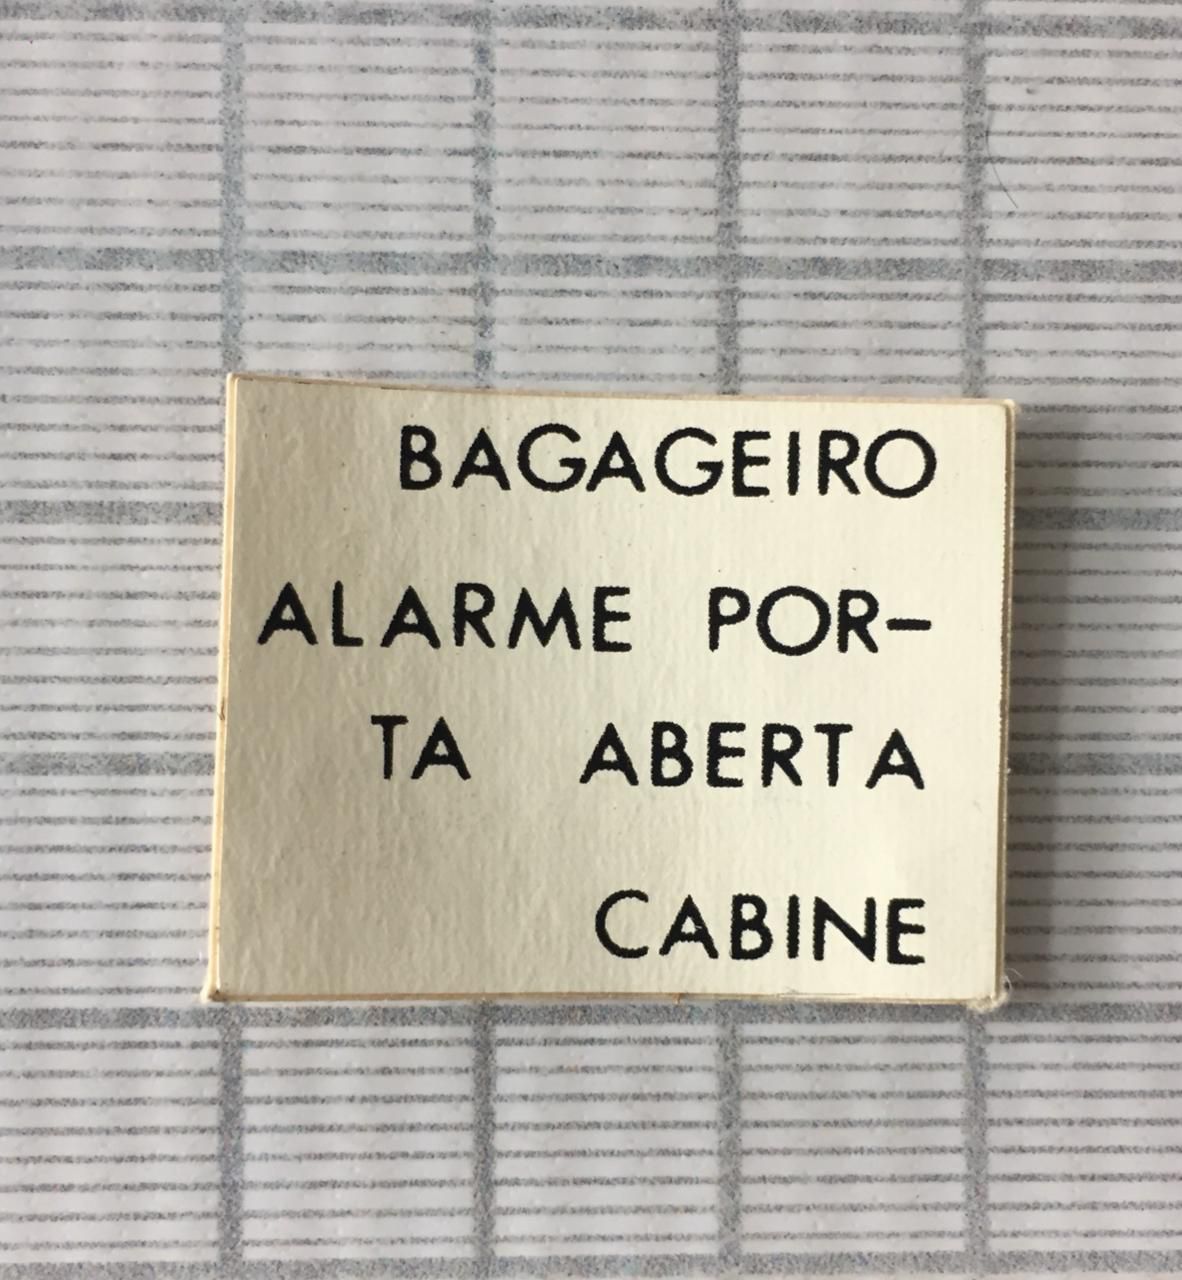 BAGAGEIRO
ALARME POR-
TA ABERTA
CABINE